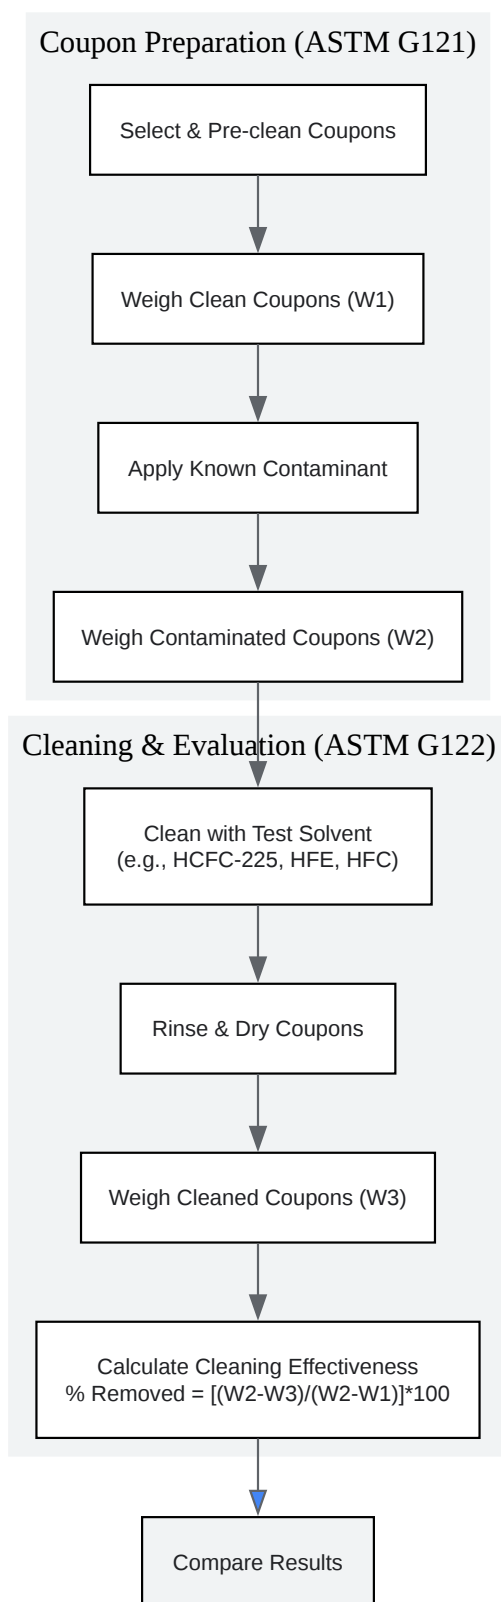 Coupon Preparation (ASTM G121)
Select & Pre-clean Coupons
Weigh Clean Coupons (W1)
Apply Known Contaminant
Weigh Contaminated Coupons (W2)
Cleaning & Evaluation (ASTM G122)
Clean with Test Solvent
(e.g., HCFC-225, HFE, HFC)
Rinse & Dry Coupons
Weigh Cleaned Coupons (W3)
Calculate Cleaning Effectiveness
% Removed = [(W2-W3)/(W2-W1)]*100
Compare Results